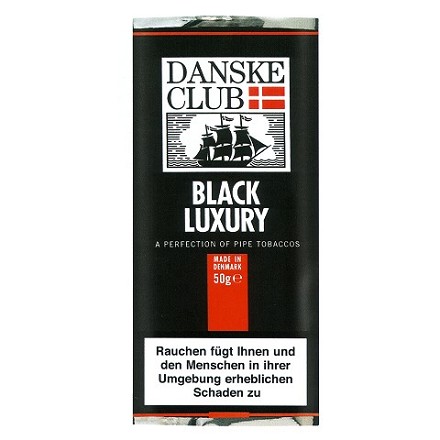 DANSKE
CLUB
BLACK
LUXURY
A PERFECTION OF PIPE TOBACCOS
MADE IN
DENMARK
50g℮
Rauchen fügt Ihnen und
den Menschen in ihrer
Umgebung erheblichen
Schaden zu